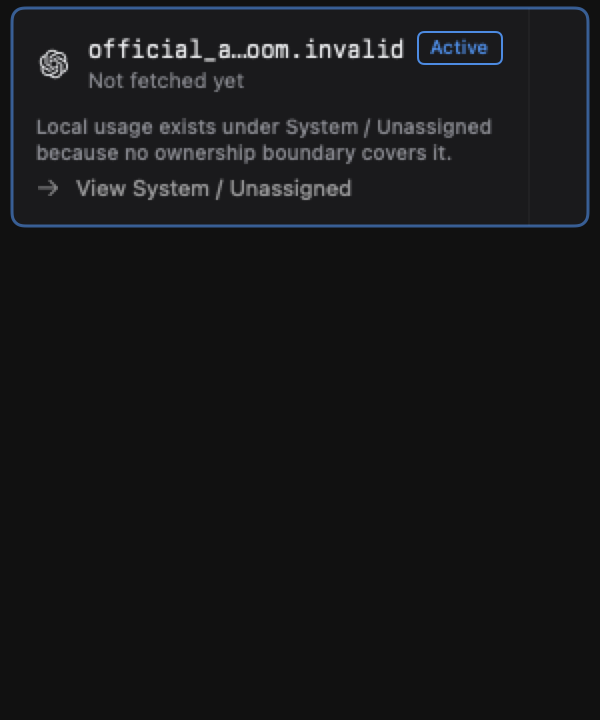 official_a…oom.invalid Active
Not fetched yet
Local usage exists under System / Unassigned
because no ownership boundary covers it.
→ View System / Unassigned